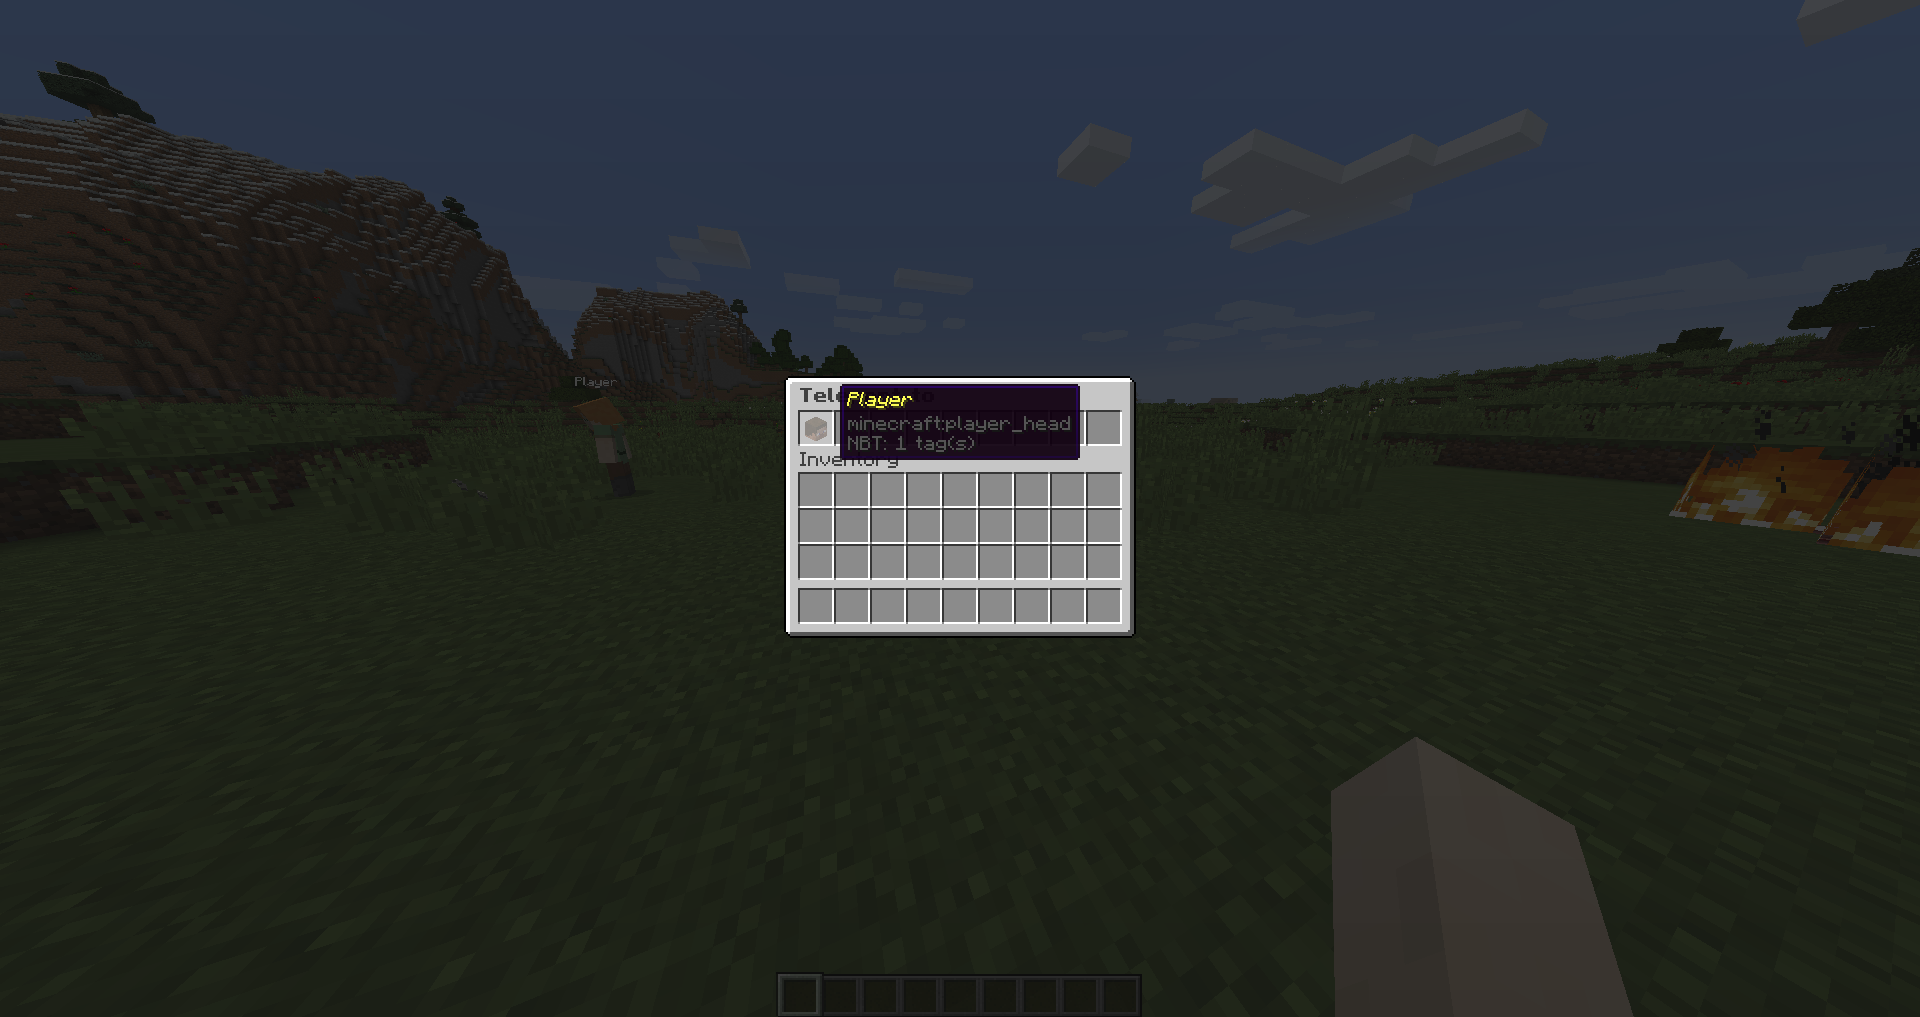 Player
Tele
Player
minecraft:player_head
NBT: 1 tag(s)
Inventory